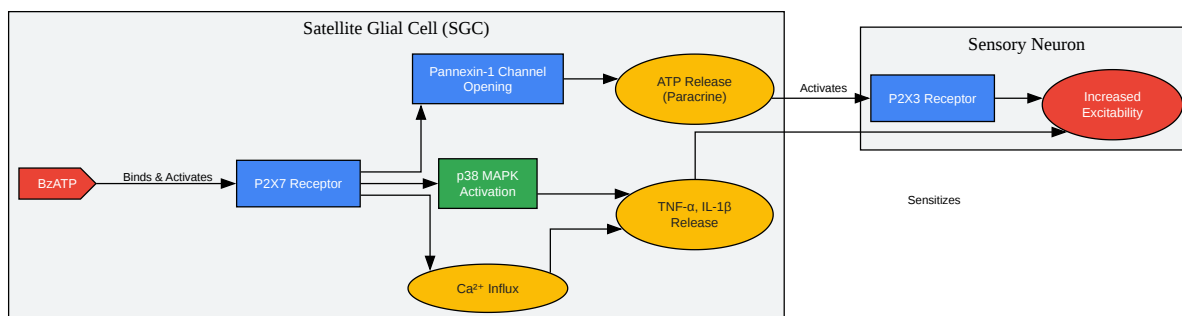 Satellite Glial Cell (SGC)
Sensory Neuron
Pannexin-1 Channel
Opening
ATP Release
(Paracrine)
Activates
P2X3 Receptor
Increased
Excitability
BzATP
Binds & Activates
P2X7 Receptor
p38 MAPK
Activation
TNF-α, IL-1β
Release
Sensitizes
Ca²⁺ Influx